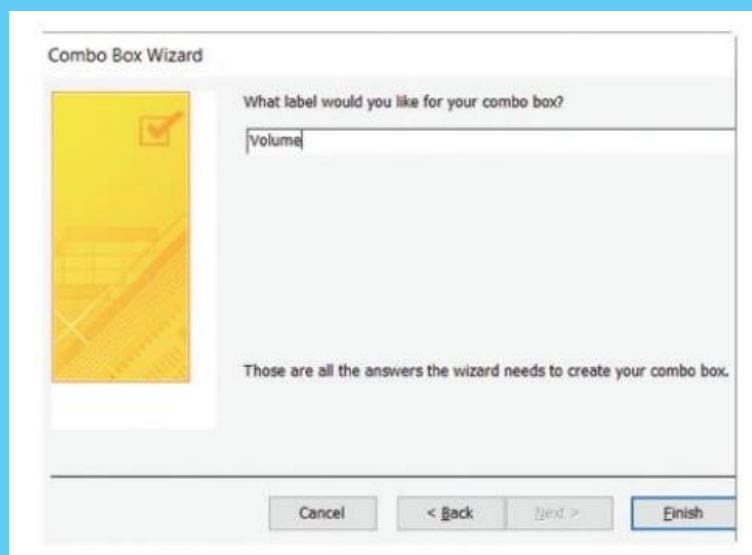 Combo Box Wizard
What label would you like for your combo box?
Volume
Those are all the answers the wizard needs to create your combo box.
Cancel
< Back
Next >
Finish